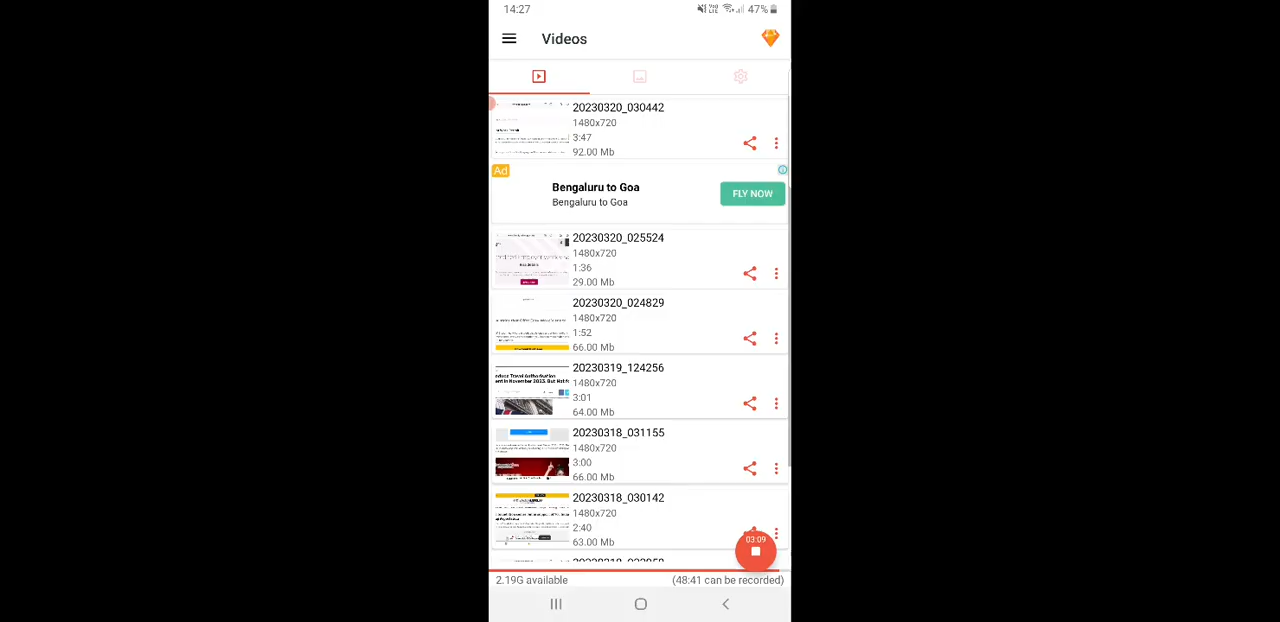 14:27
47%
Videos
20230320_030442
1480x720
3:47
92.00 Mb
Ad
Bengaluru to Goa
Bengaluru to Goa
FLY NOW
20230320_025524
1480x720
1:36
29.00 Mb
20230320_024829
1480x720
1:52
66.00 Mb
20230319_124256
1480x720
3:01
64.00 Mb
20230318_031155
1480x720
3:00
66.00 Mb
20230318_030142
1480x720
2:40
63.00 Mb
03:09
2.19G available
(48:41 can be recorded)